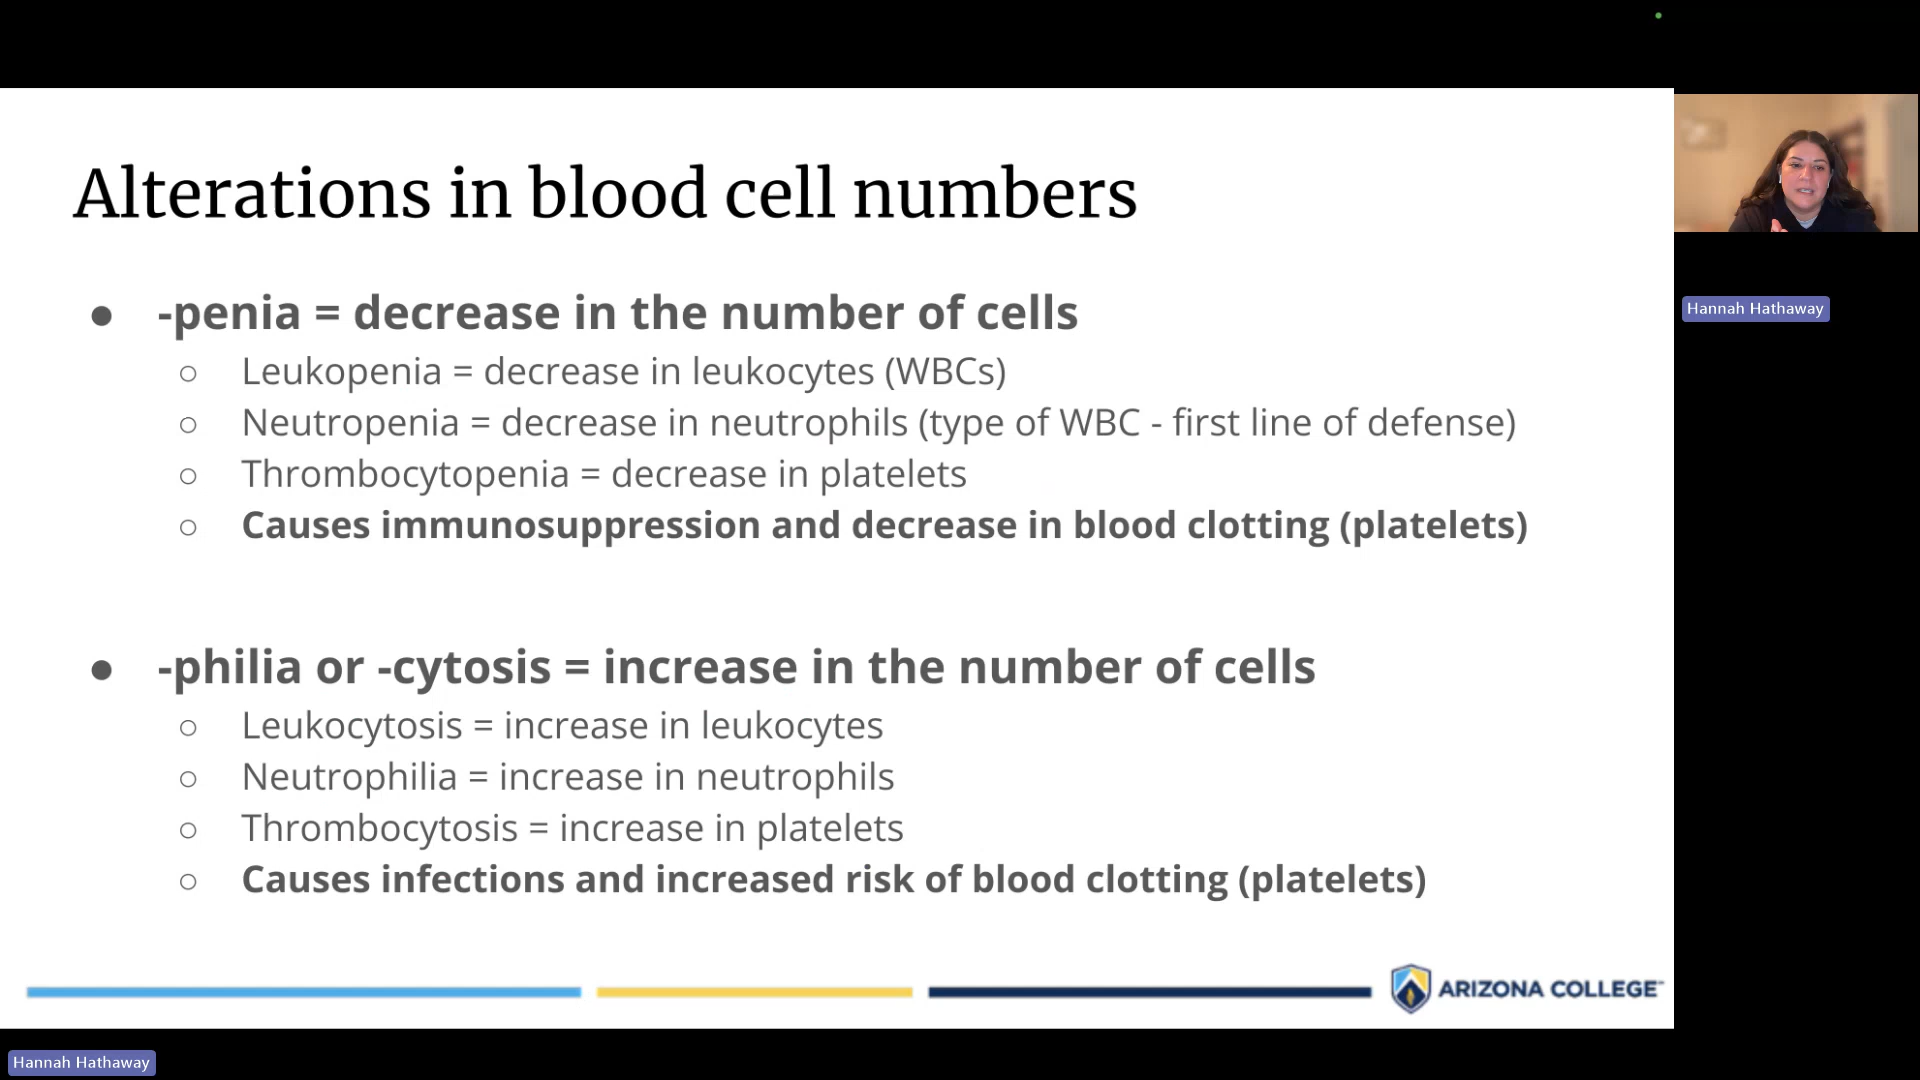 Alterations in blood cell numbers
● -penia = decrease in the number of cells
○ Leukopenia = decrease in leukocytes (WBCs)
○ Neutropenia = decrease in neutrophils (type of WBC - first line of defense)
○ Thrombocytopenia = decrease in platelets
○ Causes immunosuppression and decrease in blood clotting (platelets)
● -philia or -cytosis = increase in the number of cells
○ Leukocytosis = increase in leukocytes
○ Neutrophilia = increase in neutrophils
○ Thrombocytosis = increase in platelets
○ Causes infections and increased risk of blood clotting (platelets)
ARIZONA COLLEGE
Hannah Hathaway
Hannah Hathaway